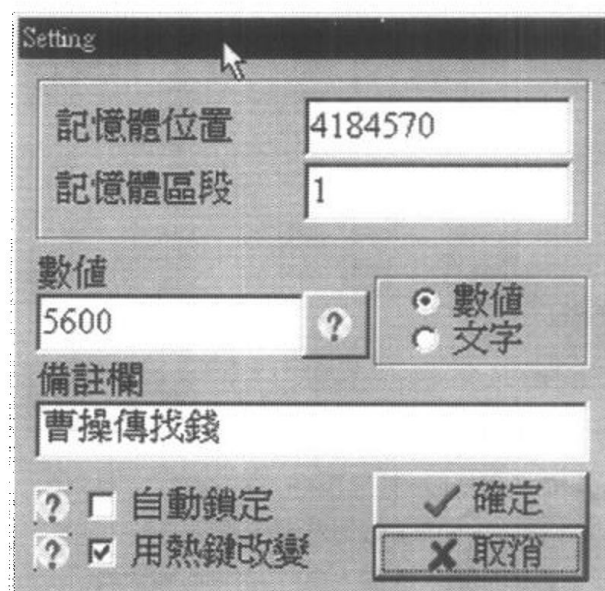 Setting
記憶體位置 4184570
記憶體區段 1
數值
5600 ? 數值
文字
備註欄
曹操傳找錢
? 自動鎖定 確定
? 用熱鍵改變 取消